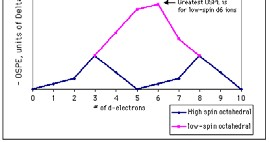 Greatest OSPE is
for low-spin d6 ions
- OSPE, units of Delta
0 1 2 3 4 5 6 7 8 9 10
# of d-electrons
High spin octahedral
low-spin octahedral